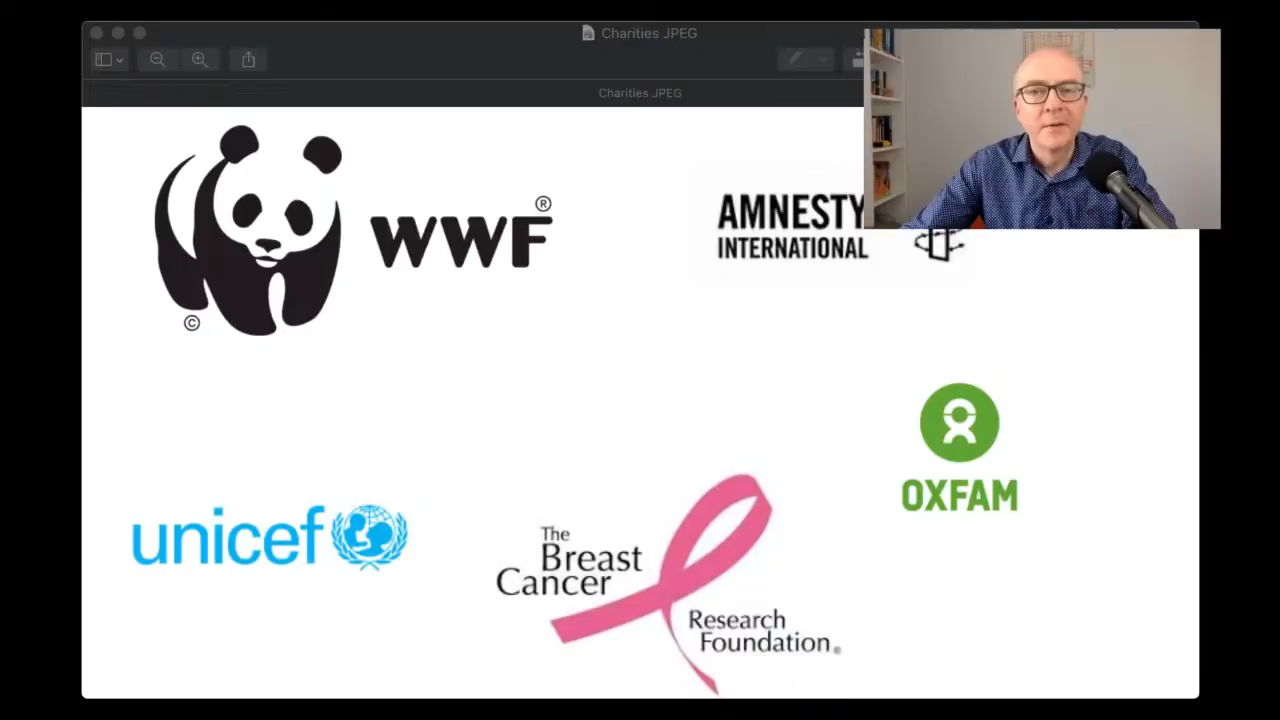 Charities JPEG
Charities JPEG
WWF®
©
AMNESTY
INTERNATIONAL
OXFAM
unicef
The
Breast
Cancer
Research
Foundation®